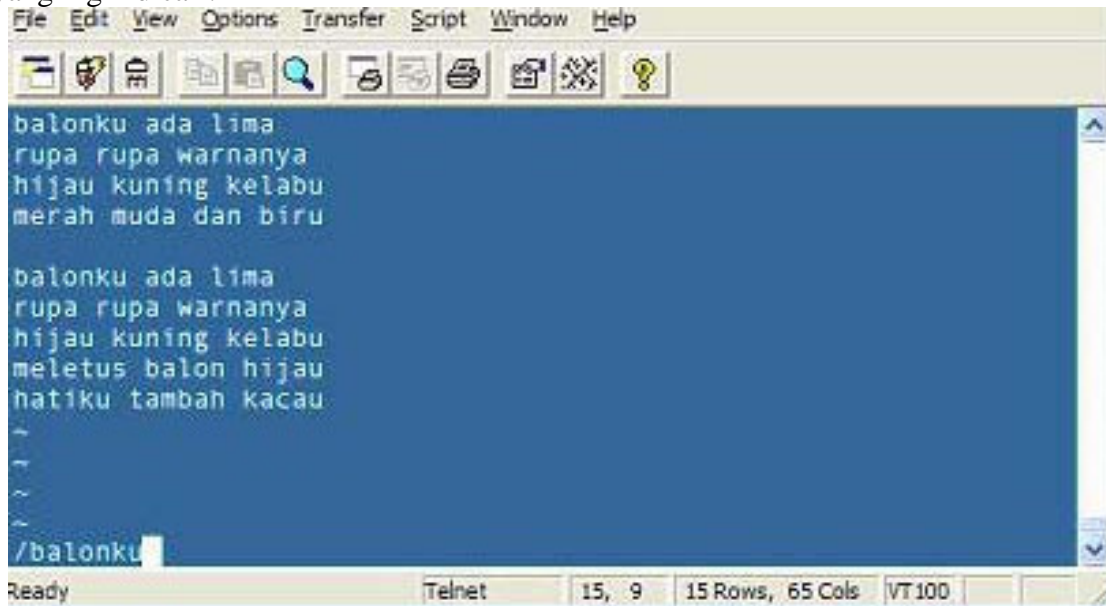 File Edit View Options Transfer Script Window Help
balonku ada lima
rupa rupa warnanya
hijau kuning kelabu
merah muda dan biru
balonku ada lima
rupa rupa warnanya
hijau kuning kelabu
meletus balon hijau
hatiku tambah kacau
~
~
~
~
/balonku
Ready Telnet 15, 9 15 Rows, 65 Cols VT100